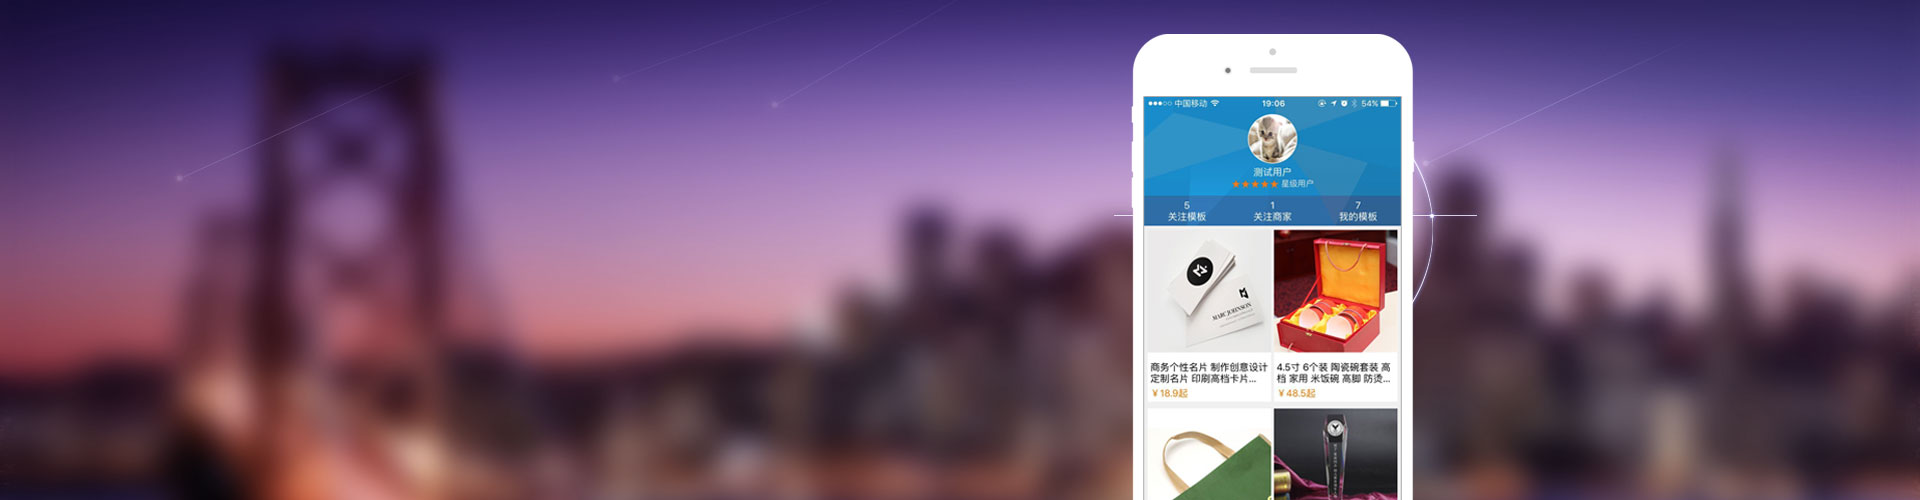 中国移动
19:06
54%
测试用户
星级用户
5
1
7
关注模板
关注商家
我的模板
MARC JOHNSON
商务个性名片 制作创意设计
定制名片 印刷高档卡片...
¥18.9起
4.5寸 6个装 陶瓷碗套装 高
档 家用 米饭碗 高脚 防烫...
¥48.5起